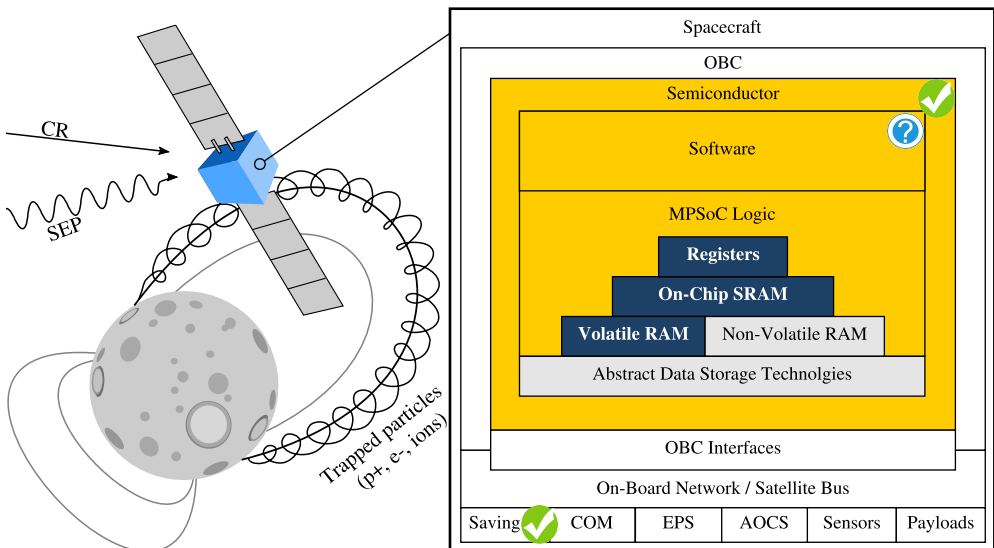 CR
SEP
Trapped particles
(p+, e-, ions)
Spacecraft
OBC
Semiconductor
?
Software
MPSoC Logic
Registers
On-Chip SRAM
Volatile RAM
Non-Volatile RAM
Abstract Data Storage Technolgies
OBC Interfaces
On-Board Network / Satellite Bus
Saving
COM
EPS
AOCS
Sensors
Payloads